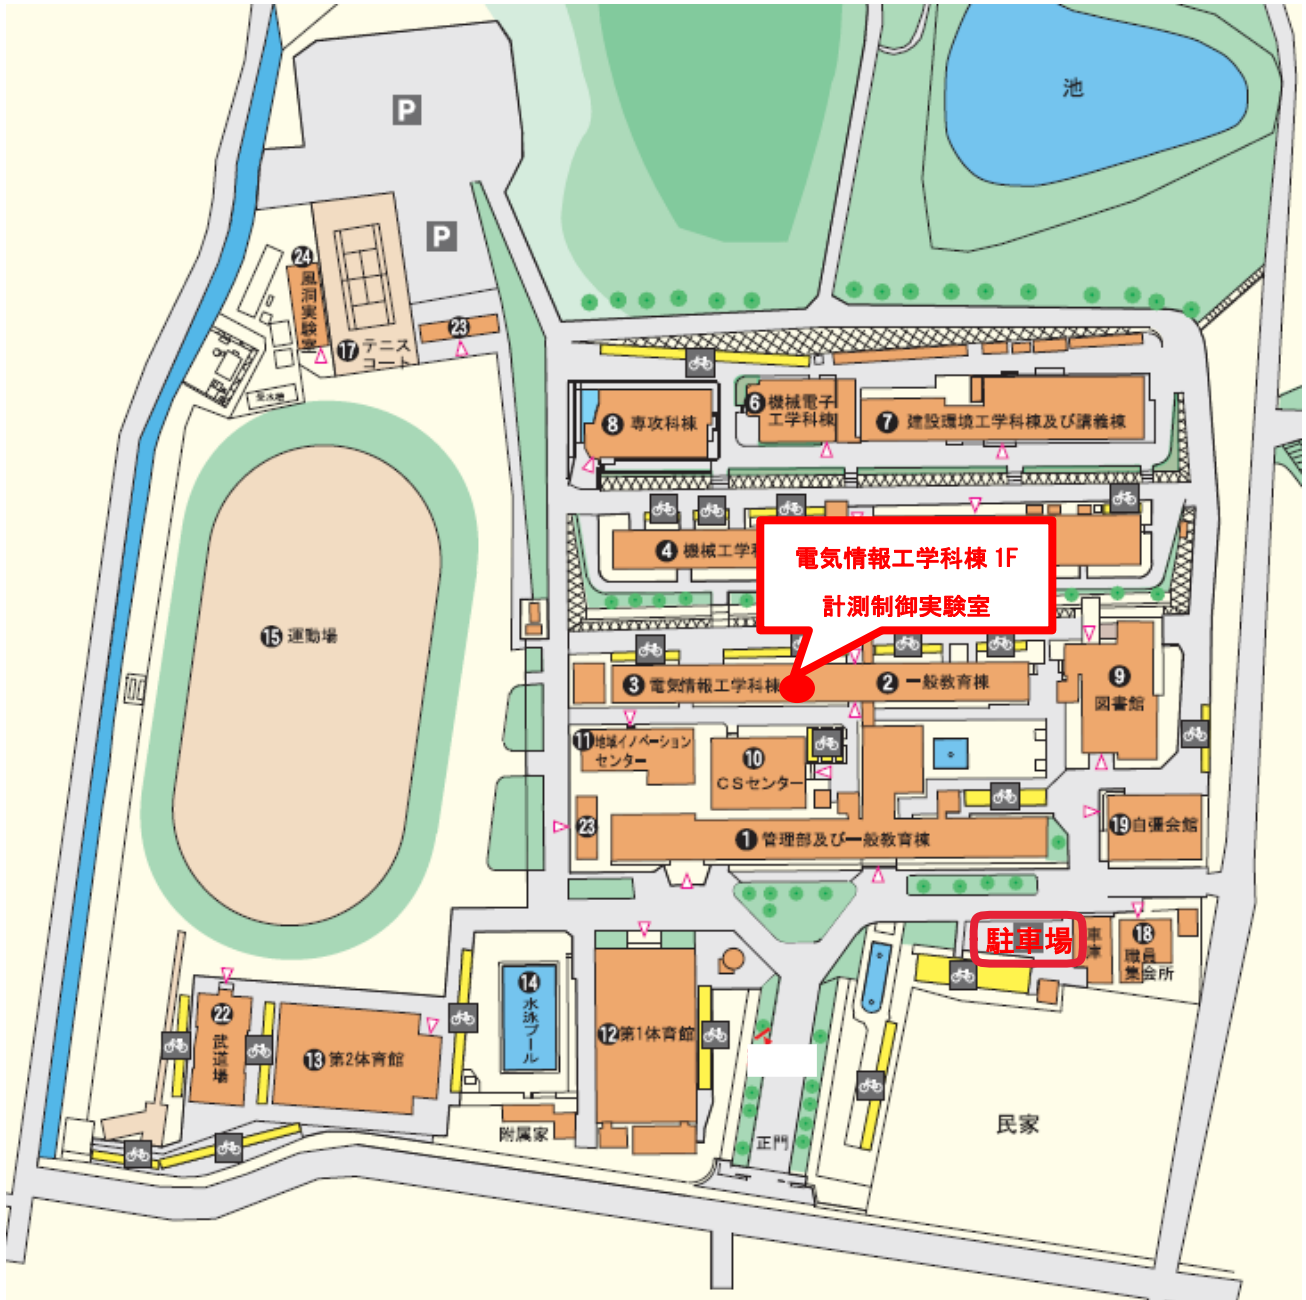 池
P
P
24 風洞実験室
17 テニス
コート
23
受水槽
8 専攻科棟
6 機械電子
工学科棟
7 建設環境工学科棟及び講義棟
4 機械工学科
電気情報工学科棟 1F
計測制御実験室
15 運動場
3 電気情報工学科棟
2 一般教育棟
9
図書館
11 地域イノベーション
センター
10
CSセンター
23
1 管理部及び一般教育棟
19 自彊会館
駐車場
車庫
18
職員
集会所
14
水泳プール
12 第1体育館
22
武道場
13 第2体育館
附属家
正門
民家